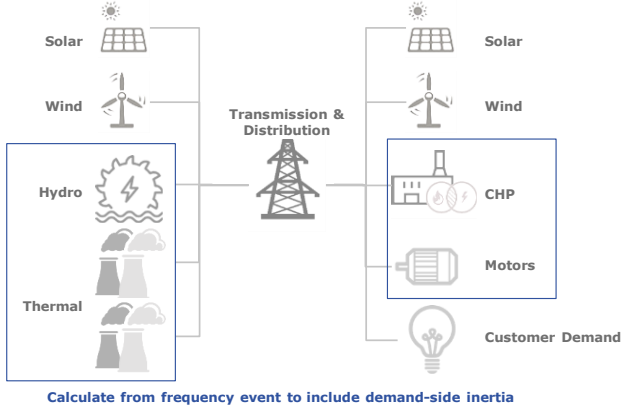 Solar
Solar
Wind
Wind
Transmission &
Distribution
Hydro
CHP
Motors
Thermal
Customer Demand
Calculate from frequency event to include demand-side inertia